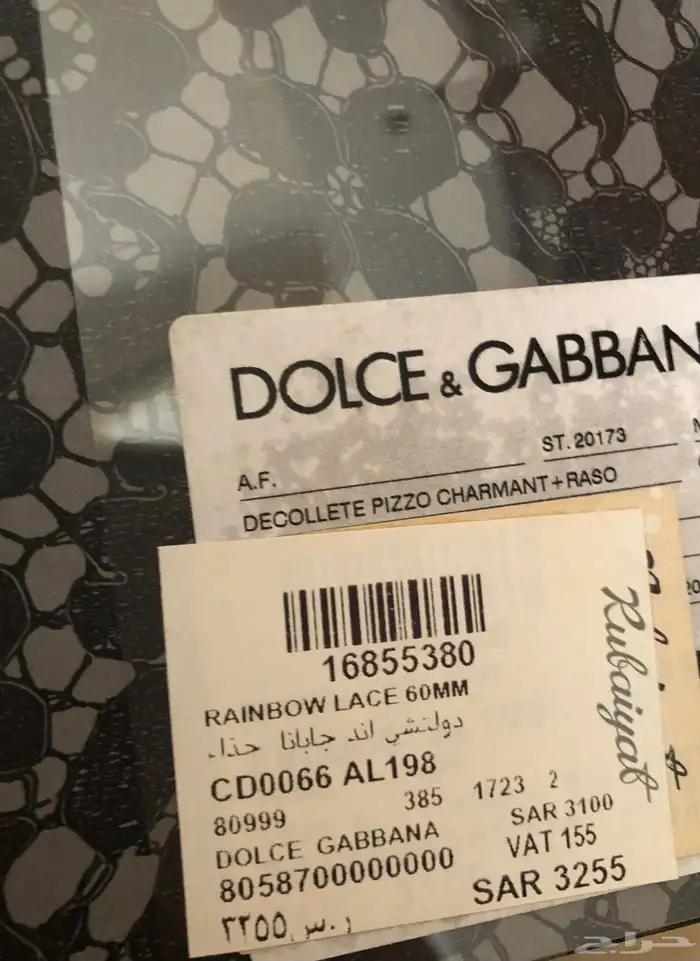 DOLCE & GABBAN
A.F.
ST. 20173
DECOLLETE PIZZO CHARMANT+RASO
Rubaiyat
16855380
RAINBOW LACE 60MM
دولتشي اند جابانا حذاء
CD0066 AL198
80999 385 1723 2
DOLCE GABBANA SAR 3100
8058700000000 VAT 155
SAR 3255
ر.س ٣٢٥٥
حراج